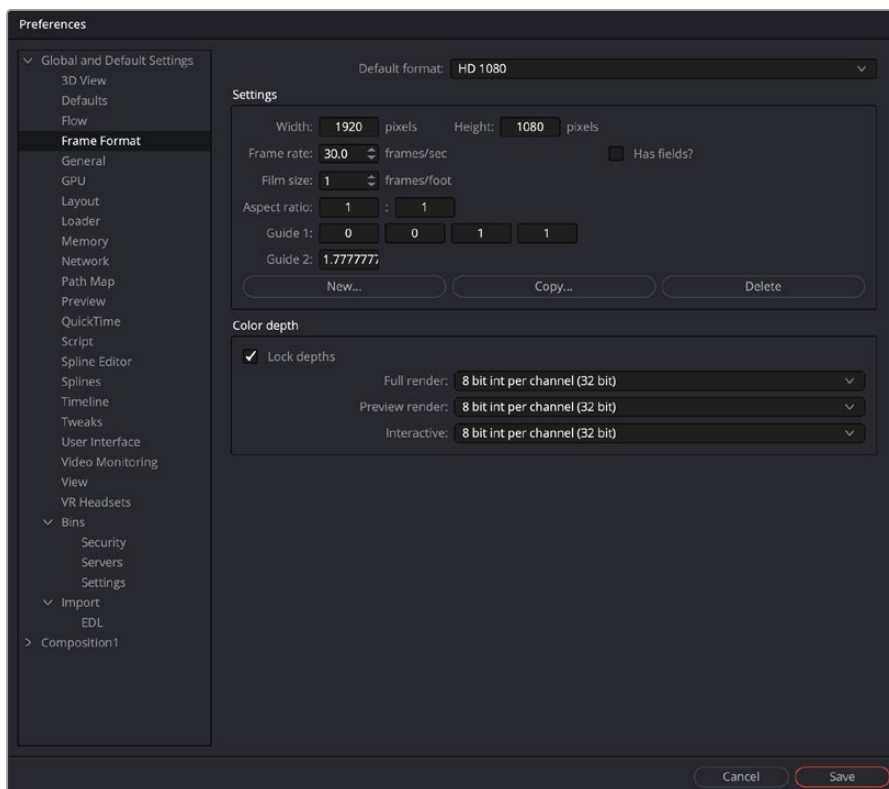 Preferences
Global and Default Settings
3D View
Defaults
Flow
Frame Format
General
GPU
Layout
Loader
Memory
Network
Path Map
Preview
QuickTime
Script
Spline Editor
Splines
Timeline
Tweaks
User Interface
Video Monitoring
View
VR Headsets
Bins
Security
Servers
Settings
Import
EDL
Composition1
Default format: HD 1080
Settings
Width: 1920 pixels Height: 1080 pixels
Frame rate: 30.0 frames/sec Has fields?
Film size: 1 frames/foot
Aspect ratio: 1 : 1
Guide 1: 0 0 1 1
Guide 2: 1.7777777
New... Copy... Delete
Color depth
Lock depths
Full render: 8 bit int per channel (32 bit)
Preview render: 8 bit int per channel (32 bit)
Interactive: 8 bit int per channel (32 bit)
Cancel Save